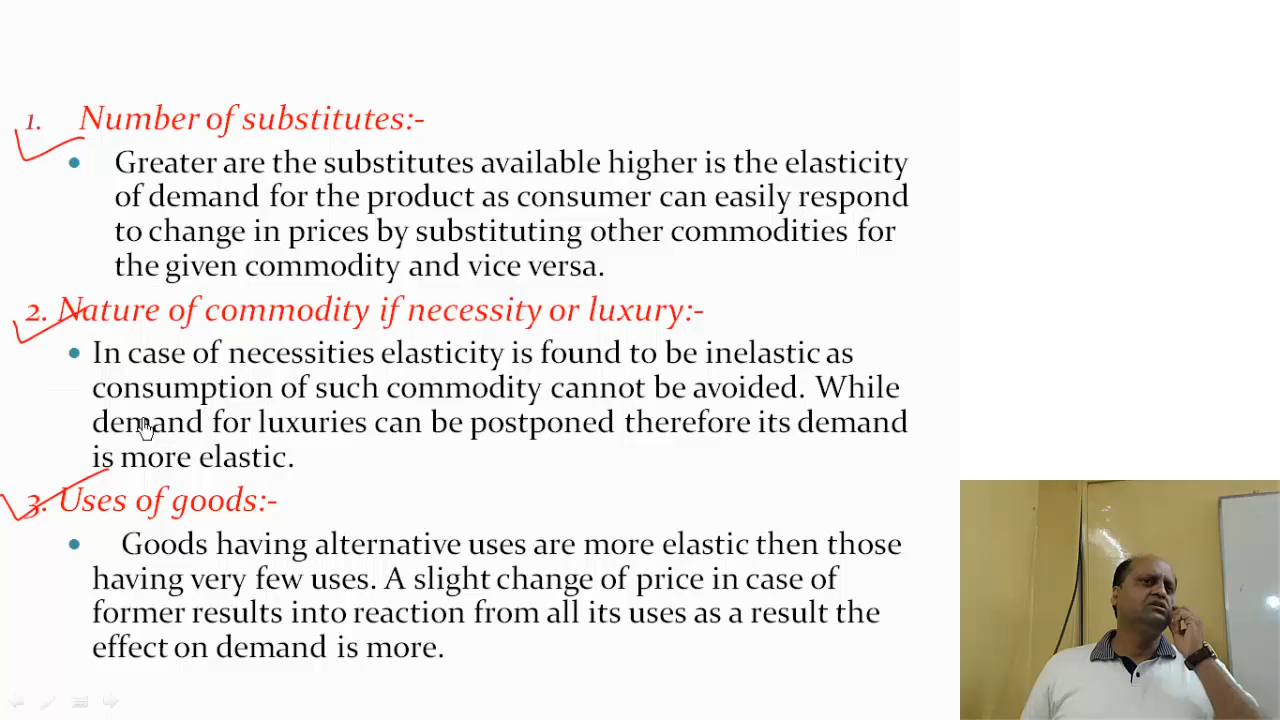 1. Number of substitutes:-
• Greater are the substitutes available higher is the elasticity
of demand for the product as consumer can easily respond
to change in prices by substituting other commodities for
the given commodity and vice versa.
2. Nature of commodity if necessity or luxury:-
• In case of necessities elasticity is found to be inelastic as
consumption of such commodity cannot be avoided. While
demand for luxuries can be postponed therefore its demand
is more elastic.
3. Uses of goods:-
• Goods having alternative uses are more elastic then those
having very few uses. A slight change of price in case of
former results into reaction from all its uses as a result the
effect on demand is more.